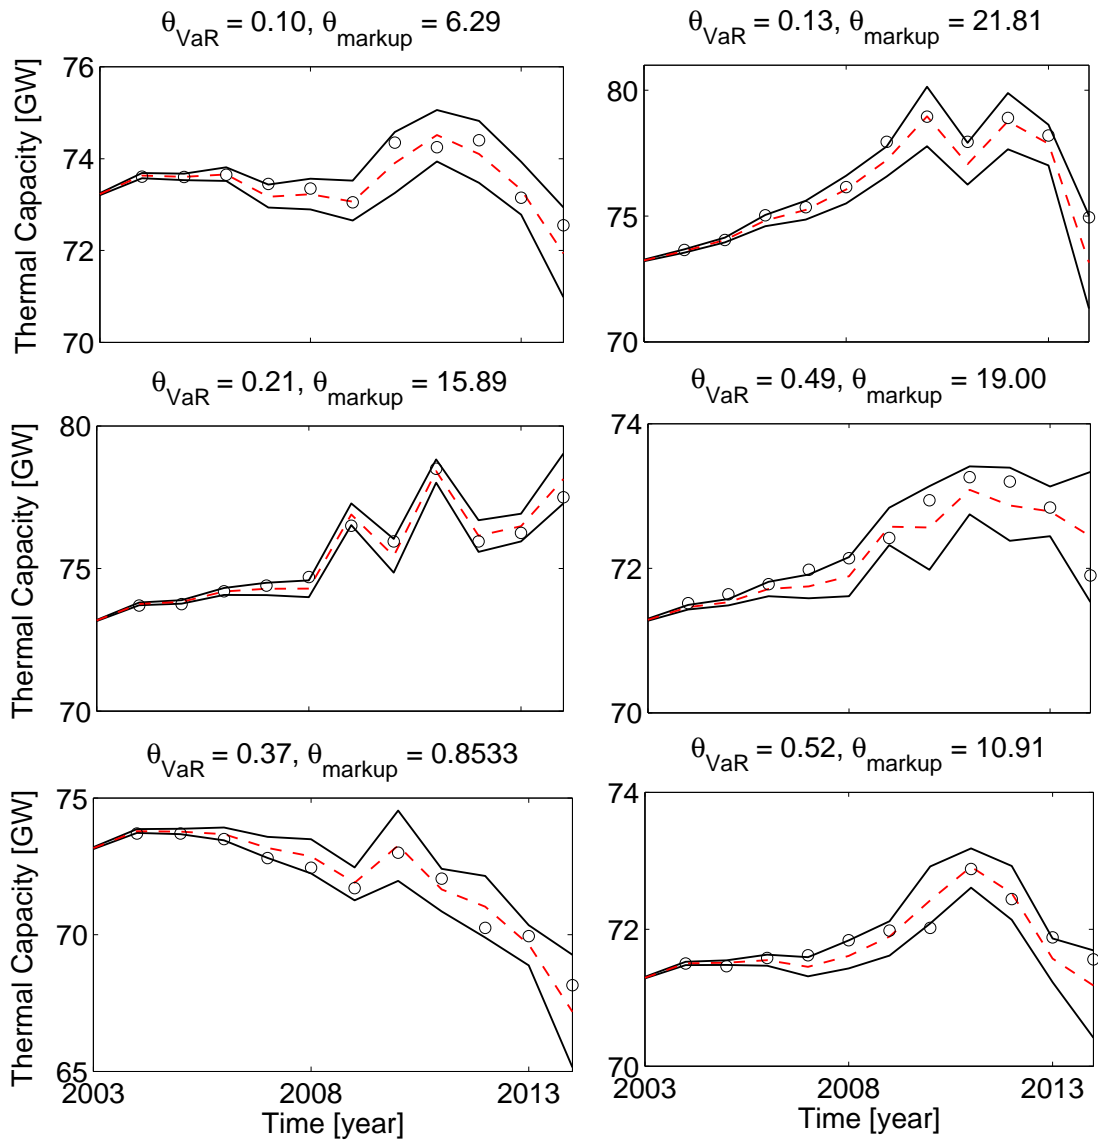 θVaR = 0.10, θmarkup = 6.29
θVaR = 0.13, θmarkup = 21.81
Thermal Capacity [GW]
76
74
72
70
80
75
70
θVaR = 0.21, θmarkup = 15.89
θVaR = 0.49, θmarkup = 19.00
Thermal Capacity [GW]
80
75
70
74
72
70
θVaR = 0.37, θmarkup = 0.8533
θVaR = 0.52, θmarkup = 10.91
Thermal Capacity [GW]
75
70
65
2003 2008 2013
Time [year]
74
72
70
2003 2008 2013
Time [year]